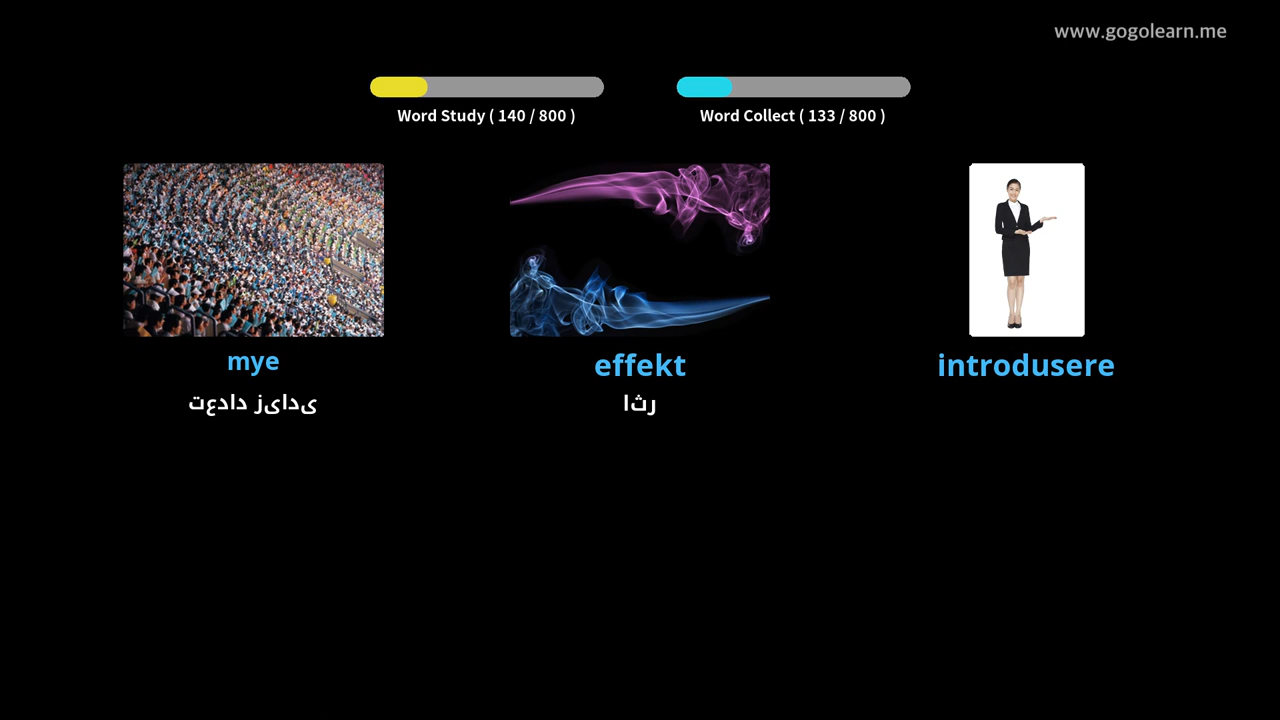 www.gogolearn.me
Word Study ( 140 / 800 )
Word Collect ( 133 / 800 )
mye
effekt
introdusere
تعداد زیادی
اثر